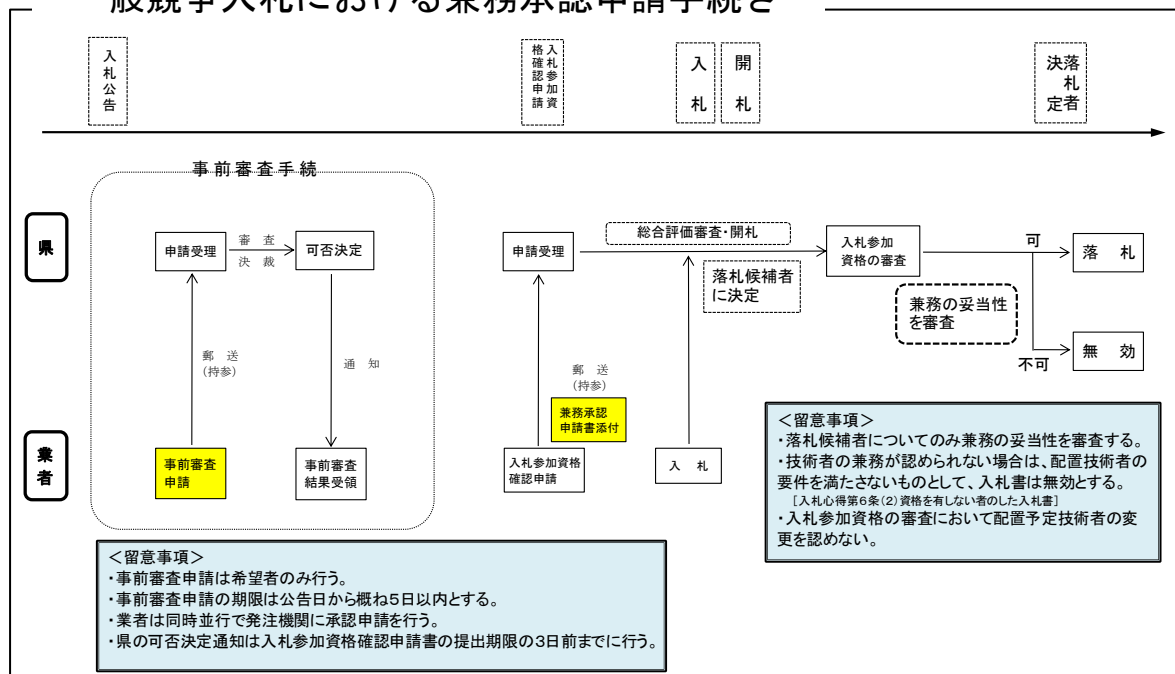 般競争入札における兼務承認申請手続き
入札公告
入札参加資
格確認申請
入札
開札
落札者
決定
事前審査手続
県
申請受理
審査
決裁
可否決定
郵送
(持参)
通知
業者
事前審査
申請
事前審査
結果受領
申請受理
総合評価審査・開札
落札候補者
に決定
入札参加
資格の審査
可
落札
兼務の妥当性
を審査
不可
無効
郵送
(持参)
兼務承認
申請書添付
入札参加資格
確認申請
入札
＜留意事項＞
・落札候補者についてのみ兼務の妥当性を審査する。
・技術者の兼務が認められない場合は、配置技術者の
要件を満たさないものとして、入札書は無効とする。
[入札心得第6条(2)資格を有しない者のした入札書]
・入札参加資格の審査において配置予定技術者の変
更を認めない。
＜留意事項＞
・事前審査申請は希望者のみ行う。
・事前審査申請の期限は公告日から概ね5日以内とする。
・業者は同時並行で発注機関に承認申請を行う。
・県の可否決定通知は入札参加資格確認申請書の提出期限の3日前までに行う。